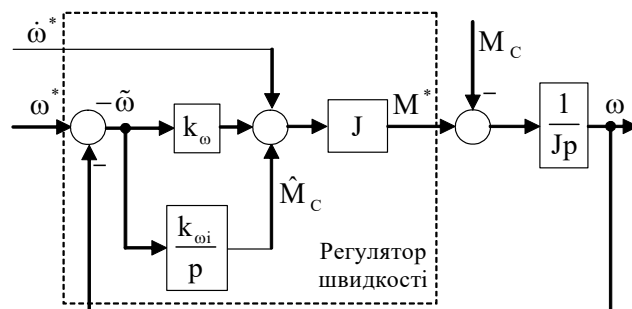 ω̇*
ω*
−ω̃
−
k_ω
k_ωi
p
M̂_C
J
M*
M_C
−
1
Jp
ω
Регулятор
швидкості